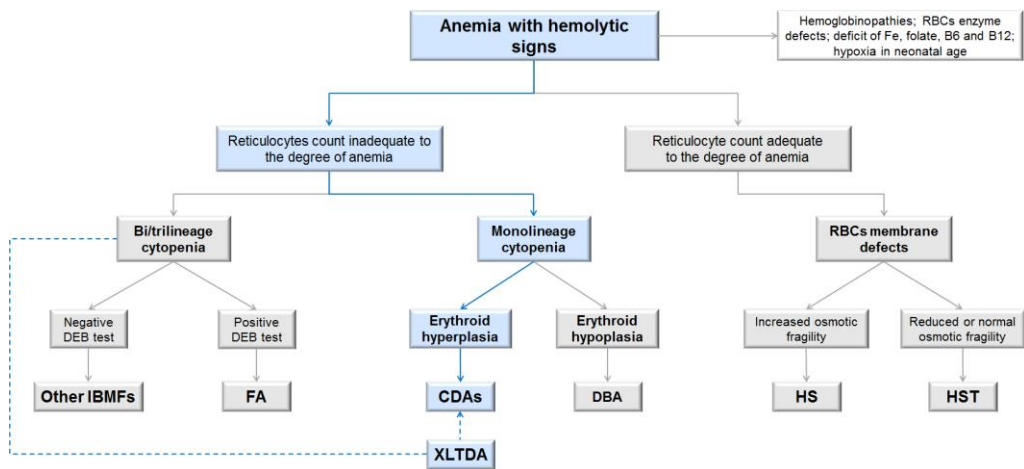 Anemia with hemolytic
signs
Hemoglobinopathies; RBCs enzyme
defects; deficit of Fe, folate, B6 and B12;
hypoxia in neonatal age
Reticulocytes count inadequate to
the degree of anemia
Reticulocyte count adequate
to the degree of anemia
Bi/trilineage
cytopenia
Monolineage
cytopenia
RBCs membrane
defects
Negative
DEB test
Positive
DEB test
Erythroid
hyperplasia
Erythroid
hypoplasia
Increased osmotic
fragility
Reduced or normal
osmotic fragility
Other IBMFs
FA
CDAs
DBA
HS
HST
XLTDA